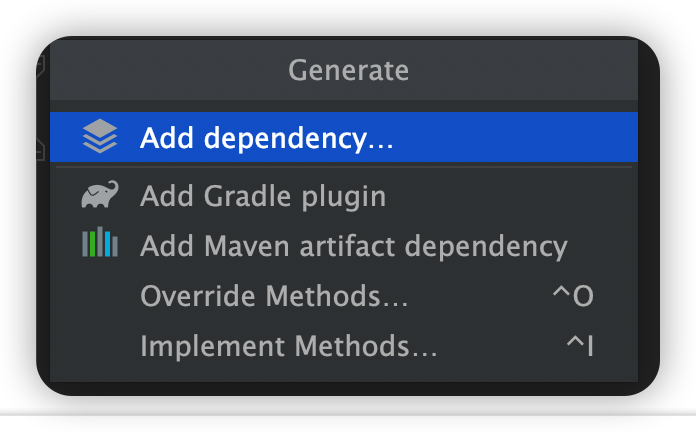 Generate
Add dependency...
Add Gradle plugin
Add Maven artifact dependency
Override Methods... ^O
Implement Methods... ^I